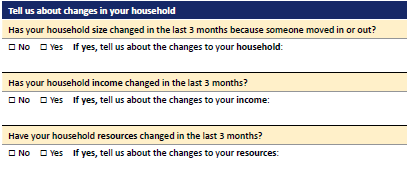 Tell us about changes in your household
Has your household size changed in the last 3 months because someone moved in or out?
☐ No ☐ Yes If yes, tell us about the changes to your household:
Has your household income changed in the last 3 months?
☐ No ☐ Yes If yes, tell us about the changes to your income:
Have your household resources changed in the last 3 months?
☐ No ☐ Yes If yes, tell us about the changes to your resources: